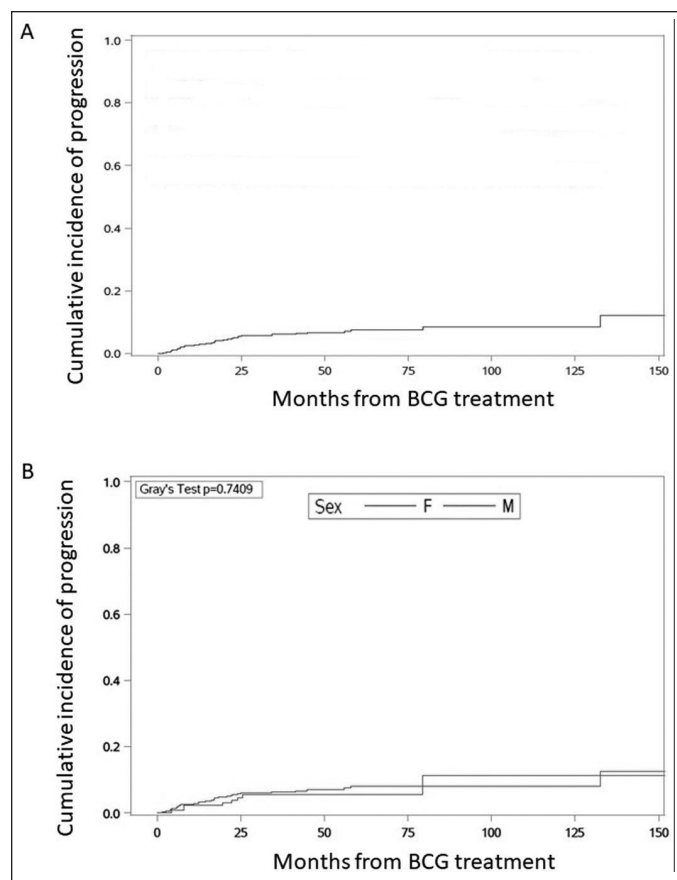 A
Cumulative incidence of progression
1.0
0.8
0.6
0.4
0.2
0.0
0 25 50 75 100 125 150
Months from BCG treatment
B
Cumulative incidence of progression
Gray's Test p=0.7409
Sex F M
1.0
0.8
0.6
0.4
0.2
0.0
0 25 50 75 100 125 150
Months from BCG treatment